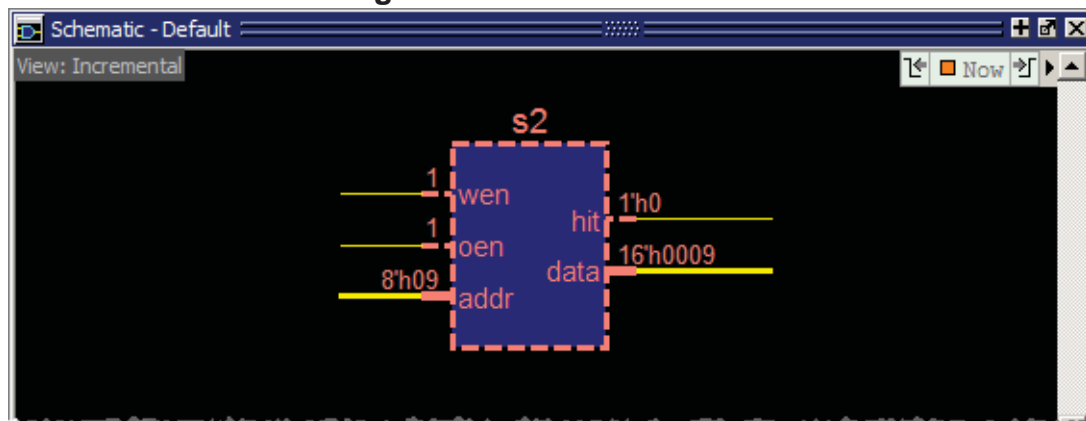 Schematic - Default
View: Incremental
Now
s2
1
wen
1'h0
hit
1
oen
16'h0009
data
8'h09
addr